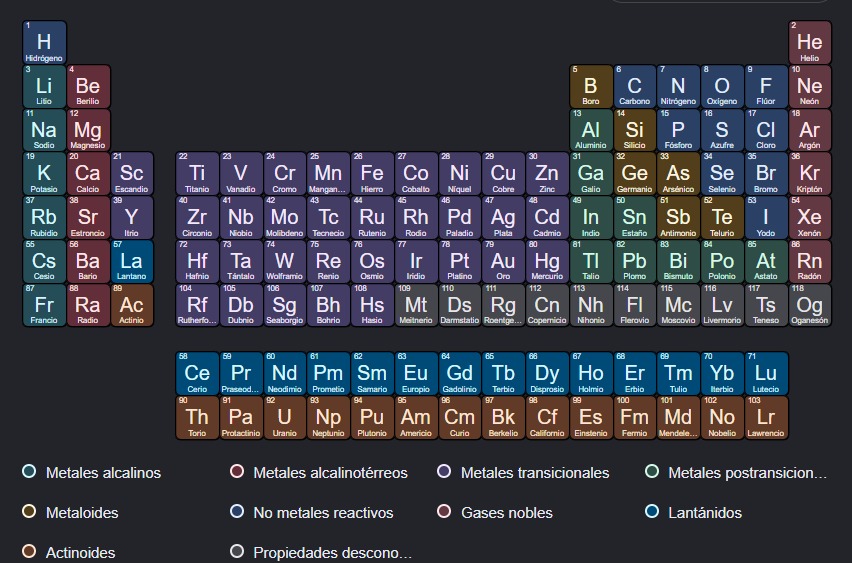 1 2
H He
Hidrógeno Helio
3 4 5 6 7 8 9 10
Li Be B C N O F Ne
Litio Berilio Boro Carbono Nitrógeno Oxígeno Flúor Neón
11 12 13 14 15 16 17 18
Na Mg Al Si P S Cl Ar
Sodio Magnesio Aluminio Silicio Fósforo Azufre Cloro Argón
19 20 21 22 23 24 25 26 27 28 29 30 31 32 33 34 35 36
K Ca Sc Ti V Cr Mn Fe Co Ni Cu Zn Ga Ge As Se Br Kr
Potasio Calcio Escandio Titanio Vanadio Cromo Mangan... Hierro Cobalto Níquel Cobre Zinc Galio Germanio Arsénico Selenio Bromo Kriptón
37 38 39 40 41 42 43 44 45 46 47 48 49 50 51 52 53 54
Rb Sr Y Zr Nb Mo Tc Ru Rh Pd Ag Cd In Sn Sb Te I Xe
Rubidio Estroncio Itrio Circonio Niobio Molibdeno Tecnecio Rutenio Rodio Paladio Plata Cadmio Indio Estaño Antimonio Telurio Yodo Xenón
55 56 57 72 73 74 75 76 77 78 79 80 81 82 83 84 85 86
Cs Ba La Hf Ta W Re Os Ir Pt Au Hg Tl Pb Bi Po At Rn
Cesio Bario Lantano Hafnio Tántalo Wolframio Renio Osmio Iridio Platino Oro Mercurio Talio Plomo Bismuto Polonio Astato Radón
87 88 89 104 105 106 107 108 109 110 111 112 113 114 115 116 117 118
Fr Ra Ac Rf Db Sg Bh Hs Mt Ds Rg Cn Nh Fl Mc Lv Ts Og
Francio Radio Actinio Rutherfo... Dubnio Seaborgio Bohrio Hasio Meitnerio Darmstatio Roentge... Copernicio Nihonio Flerovio Moscovio Livermorio Teneso Oganesón
58 59 60 61 62 63 64 65 66 67 68 69 70 71
Ce Pr Nd Pm Sm Eu Gd Tb Dy Ho Er Tm Yb Lu
Cerio Praseod... Neodimio Prometio Samario Europio Gadolinio Terbio Disprosio Holmio Erbio Tulio Yterbio Lutecio
90 91 92 93 94 95 96 97 98 99 100 101 102 103
Th Pa U Np Pu Am Cm Bk Cf Es Fm Md No Lr
Torio Protactinio Uranio Neptunio Plutonio Americio Curio Berkelio Californio Einstenio Fermio Mendele... Nobelio Lawrencio
Metales alcalinos Metales alcalinotérreos Metales transicionales Metales postransicion...
Metaloides No metales reactivos Gases nobles Lantánidos
Actinoides Propiedades descono...